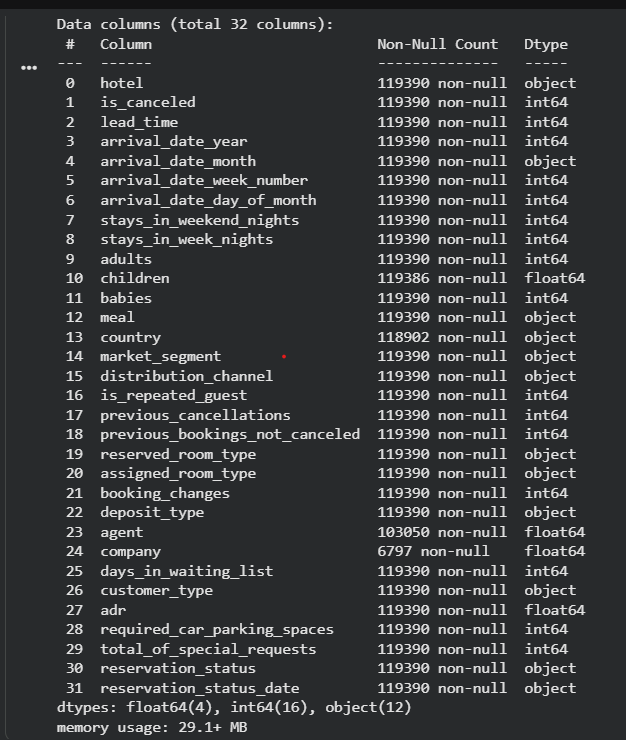 Data columns (total 32 columns):
 #   Column                          Non-Null Count   Dtype
---  ------                          --------------   -----
 0   hotel                           119390 non-null  object
 1   is_canceled                     119390 non-null  int64
 2   lead_time                       119390 non-null  int64
 3   arrival_date_year               119390 non-null  int64
 4   arrival_date_month              119390 non-null  object
 5   arrival_date_week_number        119390 non-null  int64
 6   arrival_date_day_of_month       119390 non-null  int64
 7   stays_in_weekend_nights         119390 non-null  int64
 8   stays_in_week_nights            119390 non-null  int64
 9   adults                          119390 non-null  int64
 10  children                        119386 non-null  float64
 11  babies                          119390 non-null  int64
 12  meal                            119390 non-null  object
 13  country                         118902 non-null  object
 14  market_segment                  119390 non-null  object
 15  distribution_channel            119390 non-null  object
 16  is_repeated_guest               119390 non-null  int64
 17  previous_cancellations          119390 non-null  int64
 18  previous_bookings_not_canceled  119390 non-null  int64
 19  reserved_room_type              119390 non-null  object
 20  assigned_room_type              119390 non-null  object
 21  booking_changes                 119390 non-null  int64
 22  deposit_type                    119390 non-null  object
 23  agent                           103050 non-null  float64
 24  company                         6797 non-null    float64
 25  days_in_waiting_list            119390 non-null  int64
 26  customer_type                   119390 non-null  object
 27  adr                             119390 non-null  float64
 28  required_car_parking_spaces     119390 non-null  int64
 29  total_of_special_requests       119390 non-null  int64
 30  reservation_status              119390 non-null  object
 31  reservation_status_date         119390 non-null  object
dtypes: float64(4), int64(16), object(12)
memory usage: 29.1+ MB